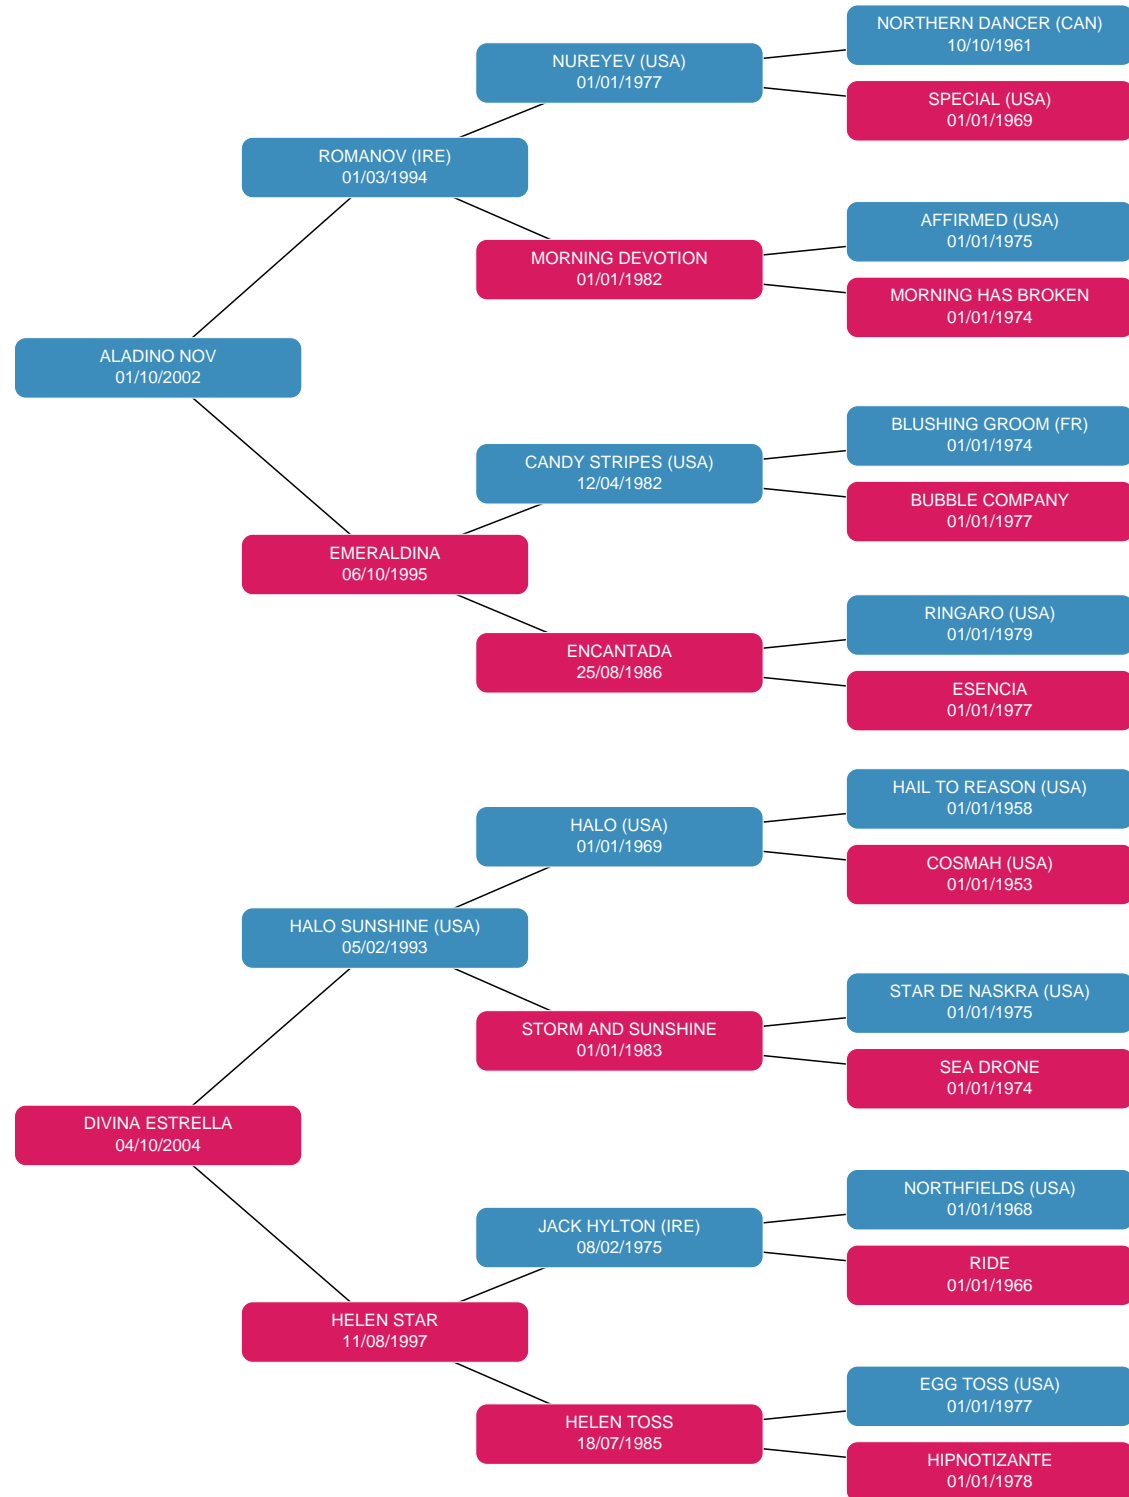 NORTHERN DANCER (CAN)
10/10/1961
NUREYEV (USA)
01/01/1977
SPECIAL (USA)
01/01/1969
ROMANOV (IRE)
01/03/1994
AFFIRMED (USA)
01/01/1975
MORNING DEVOTION
01/01/1982
MORNING HAS BROKEN
01/01/1974
ALADINO NOV
01/10/2002
BLUSHING GROOM (FR)
01/01/1974
CANDY STRIPES (USA)
12/04/1982
BUBBLE COMPANY
01/01/1977
EMERALDINA
06/10/1995
RINGARO (USA)
01/01/1979
ENCANTADA
25/08/1986
ESENCIA
01/01/1977
HAIL TO REASON (USA)
01/01/1958
HALO (USA)
01/01/1969
COSMAH (USA)
01/01/1953
HALO SUNSHINE (USA)
05/02/1993
STAR DE NASKRA (USA)
01/01/1975
STORM AND SUNSHINE
01/01/1983
SEA DRONE
01/01/1974
DIVINA ESTRELLA
04/10/2004
NORTHFIELDS (USA)
01/01/1968
JACK HYLTON (IRE)
08/02/1975
RIDE
01/01/1966
HELEN STAR
11/08/1997
EGG TOSS (USA)
01/01/1977
HELEN TOSS
18/07/1985
HIPNOTIZANTE
01/01/1978